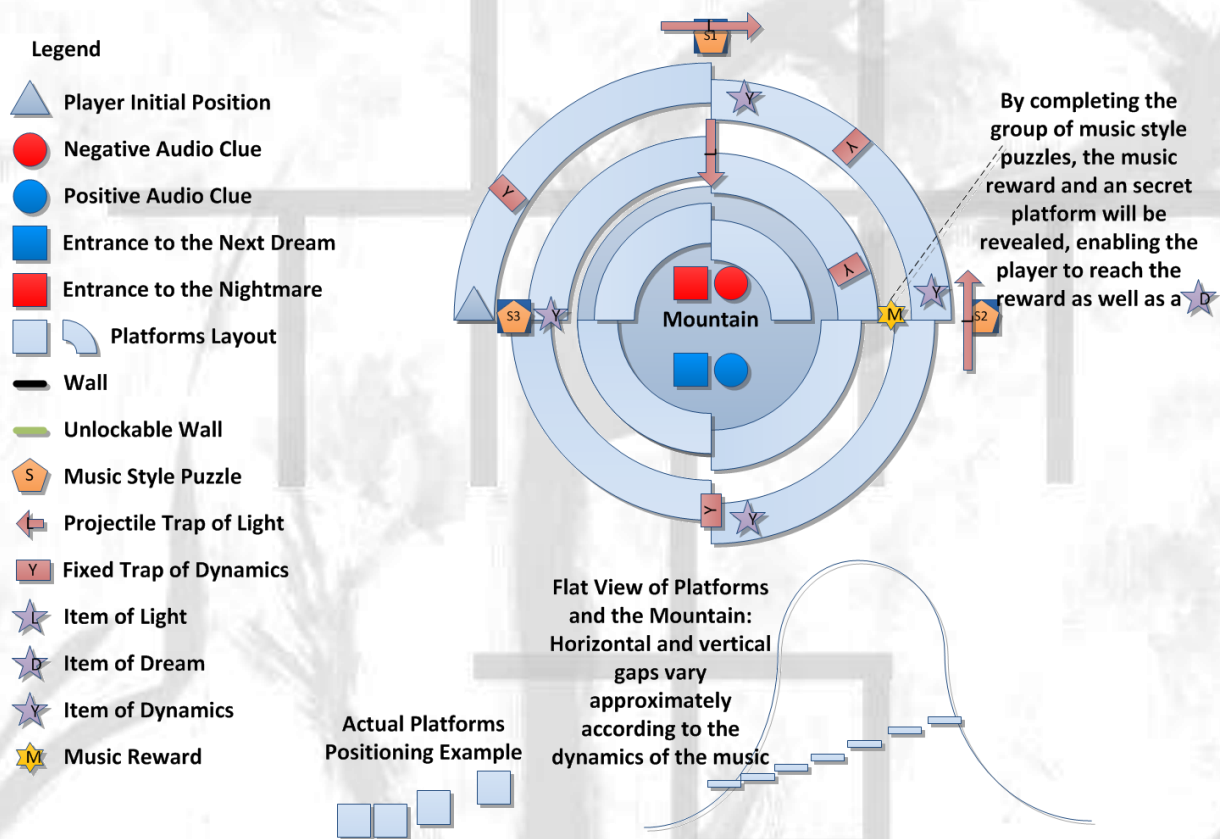 Legend
Player Initial Position
Negative Audio Clue
Positive Audio Clue
Entrance to the Next Dream
Entrance to the Nightmare
Platforms Layout
Wall
Unlockable Wall
S
Music Style Puzzle
L
Projectile Trap of Light
Y
Fixed Trap of Dynamics
L
Item of Light
D
Item of Dream
Y
Item of Dynamics
M
Music Reward
L
S1
Y
Y
L
Y
Y
Y
S3
Y
M
L
S2
Mountain
Y
Y
By completing the
group of music style
puzzles, the music
reward and an secret
platform will be
revealed, enabling the
player to reach the
reward as well as a
D
Actual Platforms
Positioning Example
Flat View of Platforms
and the Mountain:
Horizontal and vertical
gaps vary
approximately
according to the
dynamics of the music